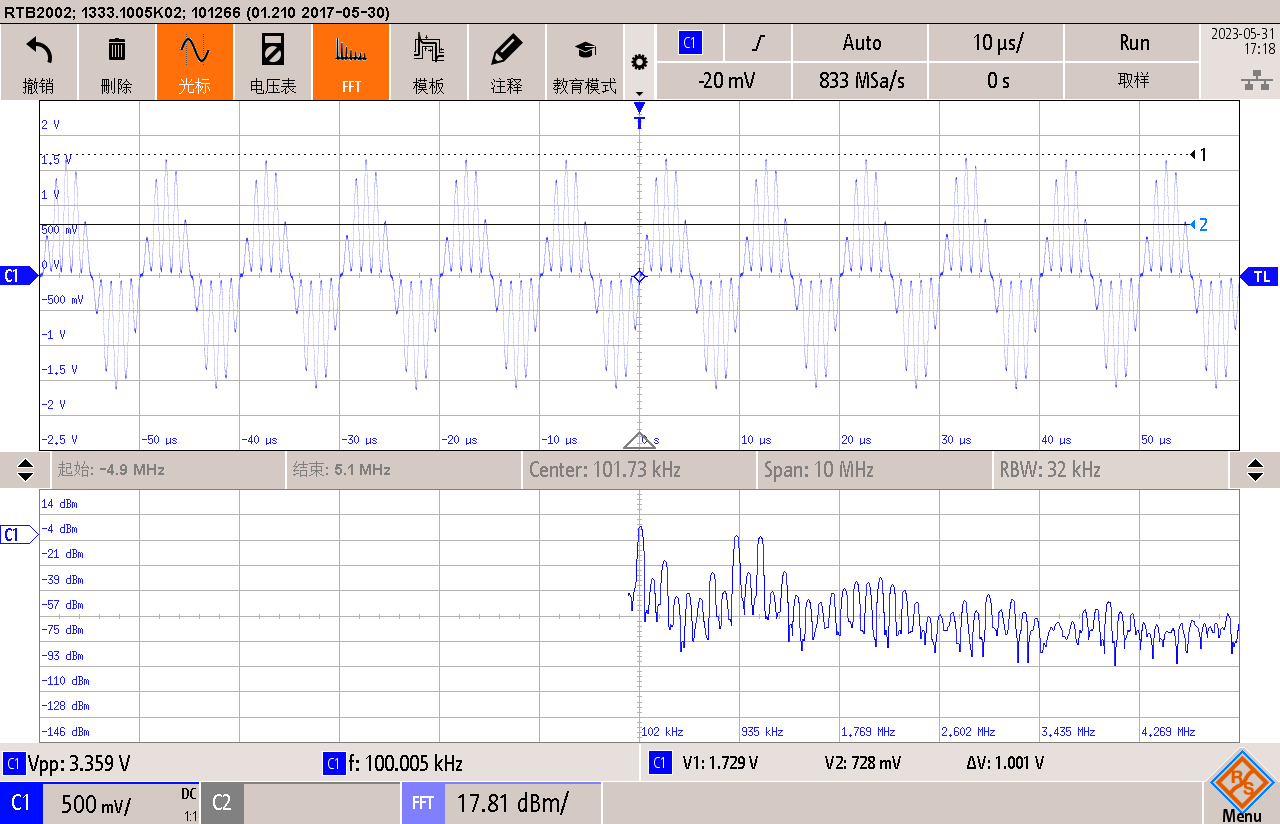 RTB2002; 1333.1005K02; 101266 (01.210 2017-05-30)
撤销 删除 光标 电压表 FFT 模板 注释 教育模式
C1 Auto 10 µs/ Run
-20 mV 833 MSa/s 0 s 取样
2023-05-31
17:18
T
2 V
1.5 V
1
1 V
500 mV
2
C1
0 V
TL
-500 mV
-1 V
-1.5 V
-2 V
-2.5 V -50 µs -40 µs -30 µs -20 µs -10 µs 0 s 10 µs 20 µs 30 µs 40 µs 50 µs
起始: -4.9 MHz 结束: 5.1 MHz Center: 101.73 kHz Span: 10 MHz RBW: 32 kHz
14 dBm
-4 dBm
C1
-21 dBm
-39 dBm
-57 dBm
-75 dBm
-93 dBm
-110 dBm
-128 dBm
-146 dBm 102 kHz 935 kHz 1.769 MHz 2.602 MHz 3.435 MHz 4.269 MHz
C1 Vpp: 3.359 V C1 f: 100.005 kHz C1 V1: 1.729 V V2: 728 mV ΔV: 1.001 V
C1 500 mV/ DC 1:1 C2 FFT 17.81 dBm/
R S
Menu